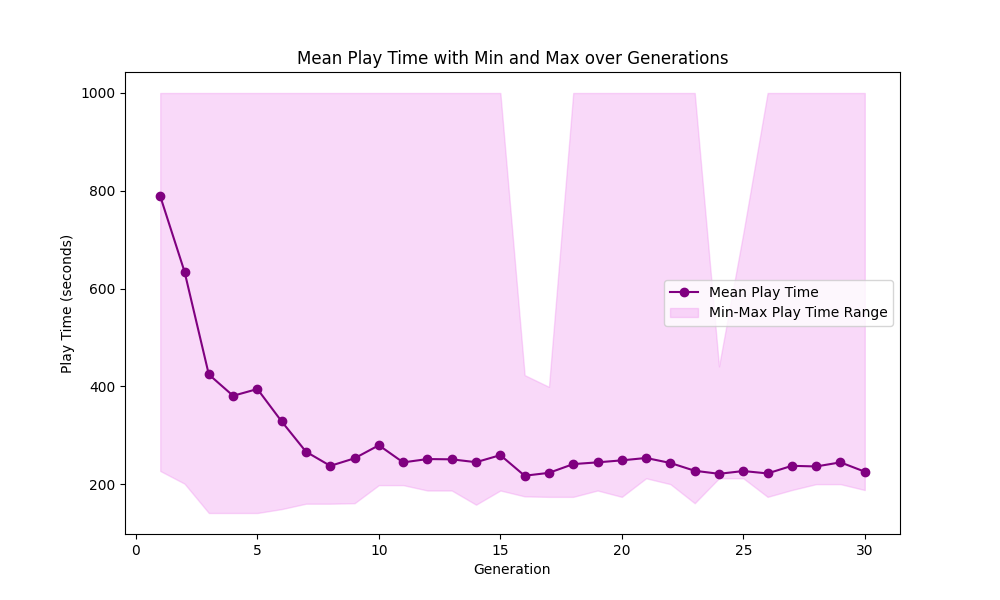 Mean Play Time with Min and Max over Generations
1000
800
600
400
200
Play Time (seconds)
Mean Play Time
Min-Max Play Time Range
0 5 10 15 20 25 30
Generation